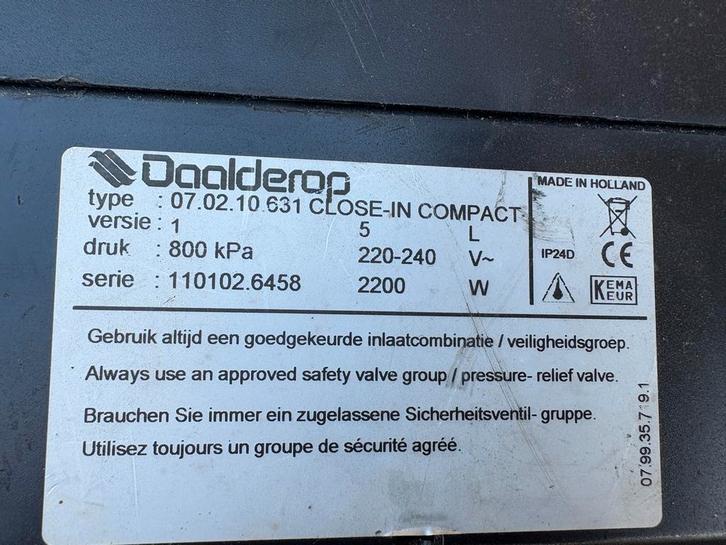 Daalderop
MADE IN HOLLAND
type : 07.02.10.631 CLOSE-IN COMPACT
versie : 1 5 L
druk : 800 kPa 220-240 V~
IP24D CE
serie : 110102.6458 2200 W
KEMA
KEUR
Gebruik altijd een goedgekeurde inlaatcombinatie / veiligheidsgroep.
Always use an approved safety valve group / pressure- relief valve.
Brauchen Sie immer ein zugelassene Sicherheitsventil- gruppe.
Utilisez toujours un groupe de sécurité agréé.
07.99.35.719.1